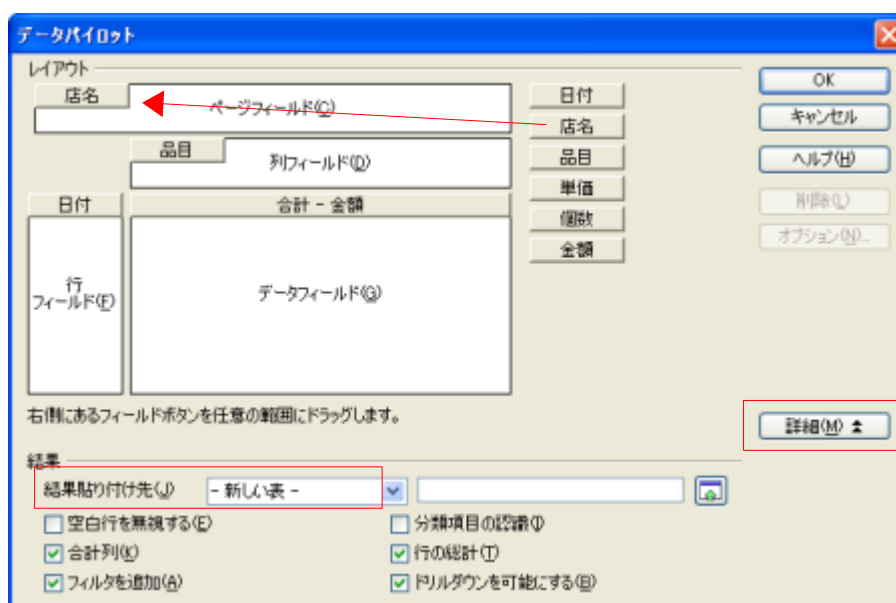 データパイロット
レイアウト
店名
ページフィールド(C)
品目
列フィールド(D)
日付
合計 - 金額
行
フィールド(F)
データフィールド(G)
日付
店名
品目
単価
個数
金額
OK
キャンセル
ヘルプ(H)
削除(L)
オプション(N)...
右側にあるフィールドボタンを任意の範囲にドラッグします。
詳細(M)
結果
結果貼り付け先(J)
- 新しい表 -
空白行を無視する(E)
分類項目の認識(I)
合計列(K)
行の総計(T)
フィルタを追加(A)
ドリルダウンを可能にする(B)